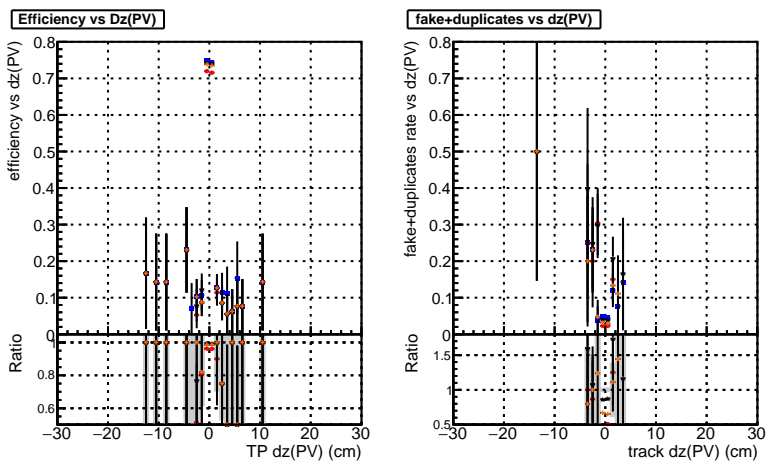 Efficiency vs Dz(PV)
efficiency vs dz(PV)
0.8
0.7
0.6
0.5
0.4
0.3
0.2
0.1
0
Ratio
1
0.8
0.6
−30 −20 −10 0 10 20 30
TP dz(PV) (cm)
fake+duplicates vs dz(PV)
fake+duplicates rate vs dz(PV)
0.8
0.7
0.6
0.5
0.4
0.3
0.2
0.1
0
Ratio
1.5
1
0.5
−30 −20 −10 0 10 20 30
track dz(PV) (cm)